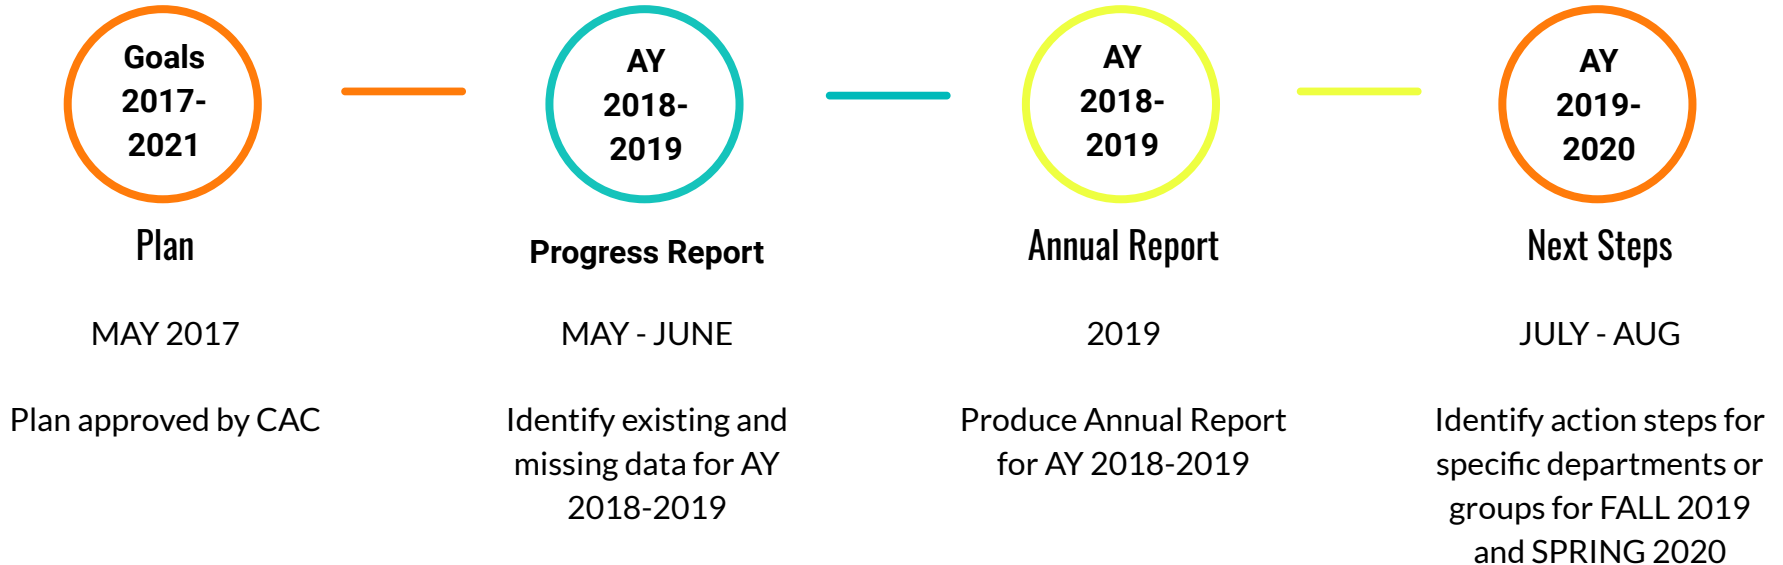 Goals
2017-
2021
Plan
MAY 2017
Plan approved by CAC
AY
2018-
2019
Progress Report
MAY - JUNE
Identify existing and
missing data for AY
2018-2019
AY
2018-
2019
Annual Report
2019
Produce Annual Report
for AY 2018-2019
AY
2019-
2020
Next Steps
JULY - AUG
Identify action steps for
specific departments or
groups for FALL 2019
and SPRING 2020